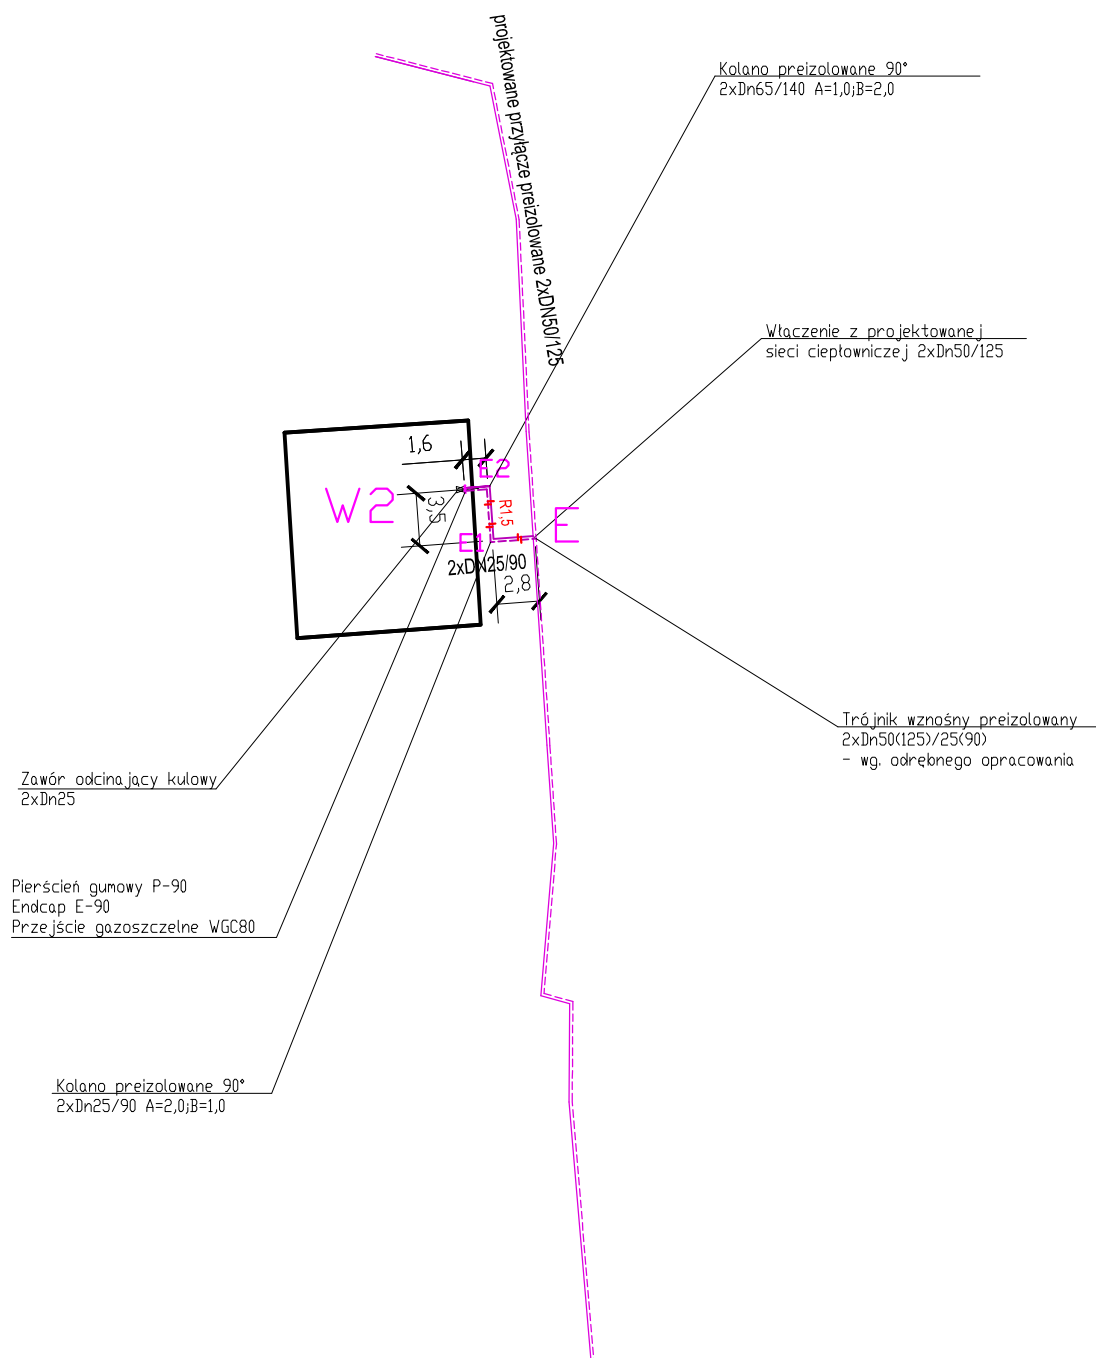 projektowane przyłącze preizolowane 2xDN50/125
Kolano preizolowane 90°
2xDn65/140 A=1,0;B=2,0
Włączenie z projektowanej
sieci ciepłowniczej 2xDn50/125
1,6
E2
W2
3,5
R1,5
E
E1
2xDN25/90
2,8
Trójnik wznośny preizolowany
2xDn50(125)/25(90)
- wg. odrębnego opracowania
Zawór odcinający kulowy
2xDn25
Pierścień gumowy P-90
Endcap E-90
Przejście gazoszczelne WGC80
Kolano preizolowane 90°
2xDn25/90 A=2,0;B=1,0